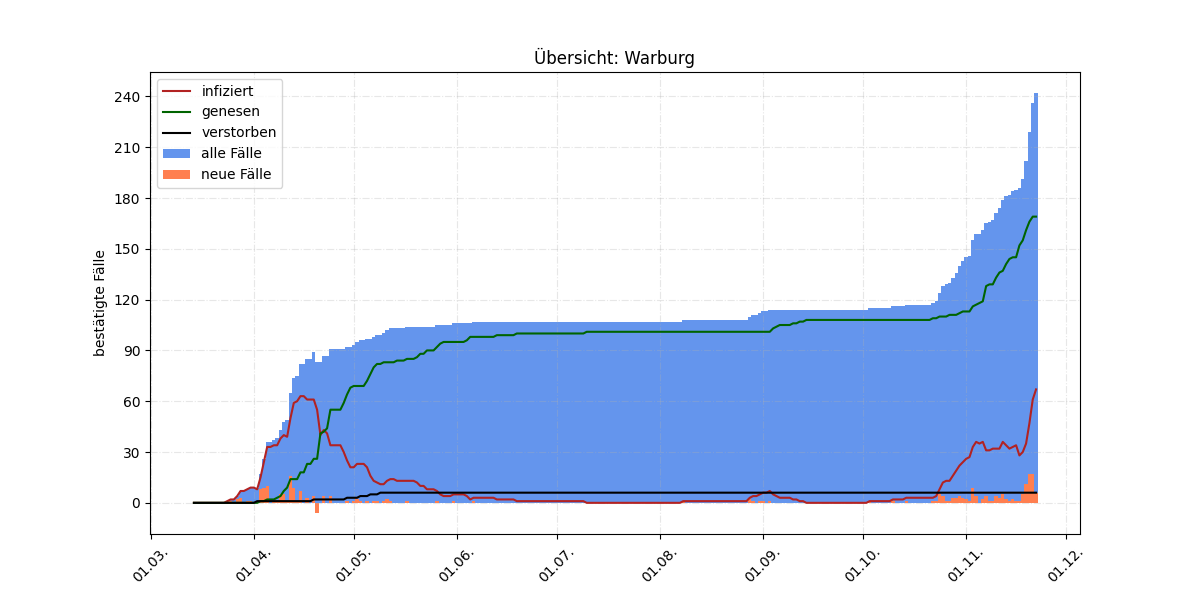 Übersicht: Warburg
infiziert
genesen
verstorben
alle Fälle
neue Fälle
bestätigte Fälle
240
210
180
150
120
90
60
30
0
01.03.
01.04.
01.05.
01.06.
01.07.
01.08.
01.09.
01.10.
01.11.
01.12.